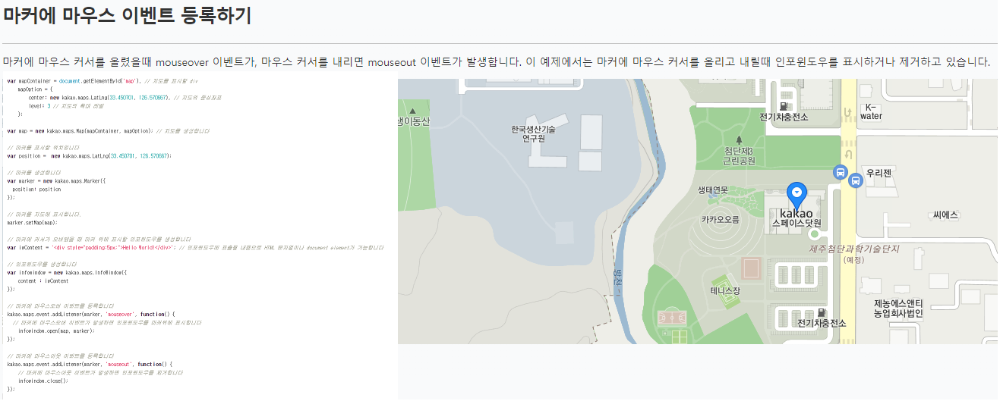 마커에 마우스 이벤트 등록하기
마커에 마우스 커서를 올렸을때 mouseover 이벤트가, 마우스 커서를 내리면 mouseout 이벤트가 발생합니다. 이 예제에서는 마커에 마우스 커서를 올리고 내릴때 인포윈도우를 표시하거나 제거하고 있습니다.
var mapContainer = document.getElementById('map'), // 지도를 표시할 div
mapOption = {
center: new kakao.maps.LatLng(33.450701, 126.570667), // 지도의 중심좌표
level: 3 // 지도의 확대 레벨
};
var map = new kakao.maps.Map(mapContainer, mapOption); // 지도를 생성합니다
// 마커를 표시할 위치입니다
var position =  new kakao.maps.LatLng(33.450701, 126.570667);
// 마커를 생성합니다
var marker = new kakao.maps.Marker({
position: position
});
// 마커를 지도에 표시합니다.
marker.setMap(map);
// 마커에 커서가 오버됐을 때 마커 위에 표시할 인포윈도우를 생성합니다
var iwContent = '<div style="padding:5px;">Hello World!</div>'; // 인포윈도우에 표출될 내용으로 HTML 문자열이나 document element가 가능합니다
// 인포윈도우를 생성합니다
var infowindow = new kakao.maps.InfoWindow({
content : iwContent
});
// 마커에 마우스오버 이벤트를 등록합니다
kakao.maps.event.addListener(marker, 'mouseover', function() {
// 마커에 마우스오버 이벤트가 발생하면 인포윈도우를 마커위에 표시합니다
infowindow.open(map, marker);
});
// 마커에 마우스아웃 이벤트를 등록합니다
kakao.maps.event.addListener(marker, 'mouseout', function() {
// 마커에 마우스아웃 이벤트가 발생하면 인포윈도우를 제거합니다
infowindow.close();
});
생이동산
한국생산기술
연구원
전기차충전소
K-
water
첨단제3
근린공원
우리젠
생태연못
kakao
스페이스닷원
카카오오름
씨에스
제주첨단과학기술단지
(예정)
테니스장
제농에스앤티
농업회사법인
전기차충전소
방천